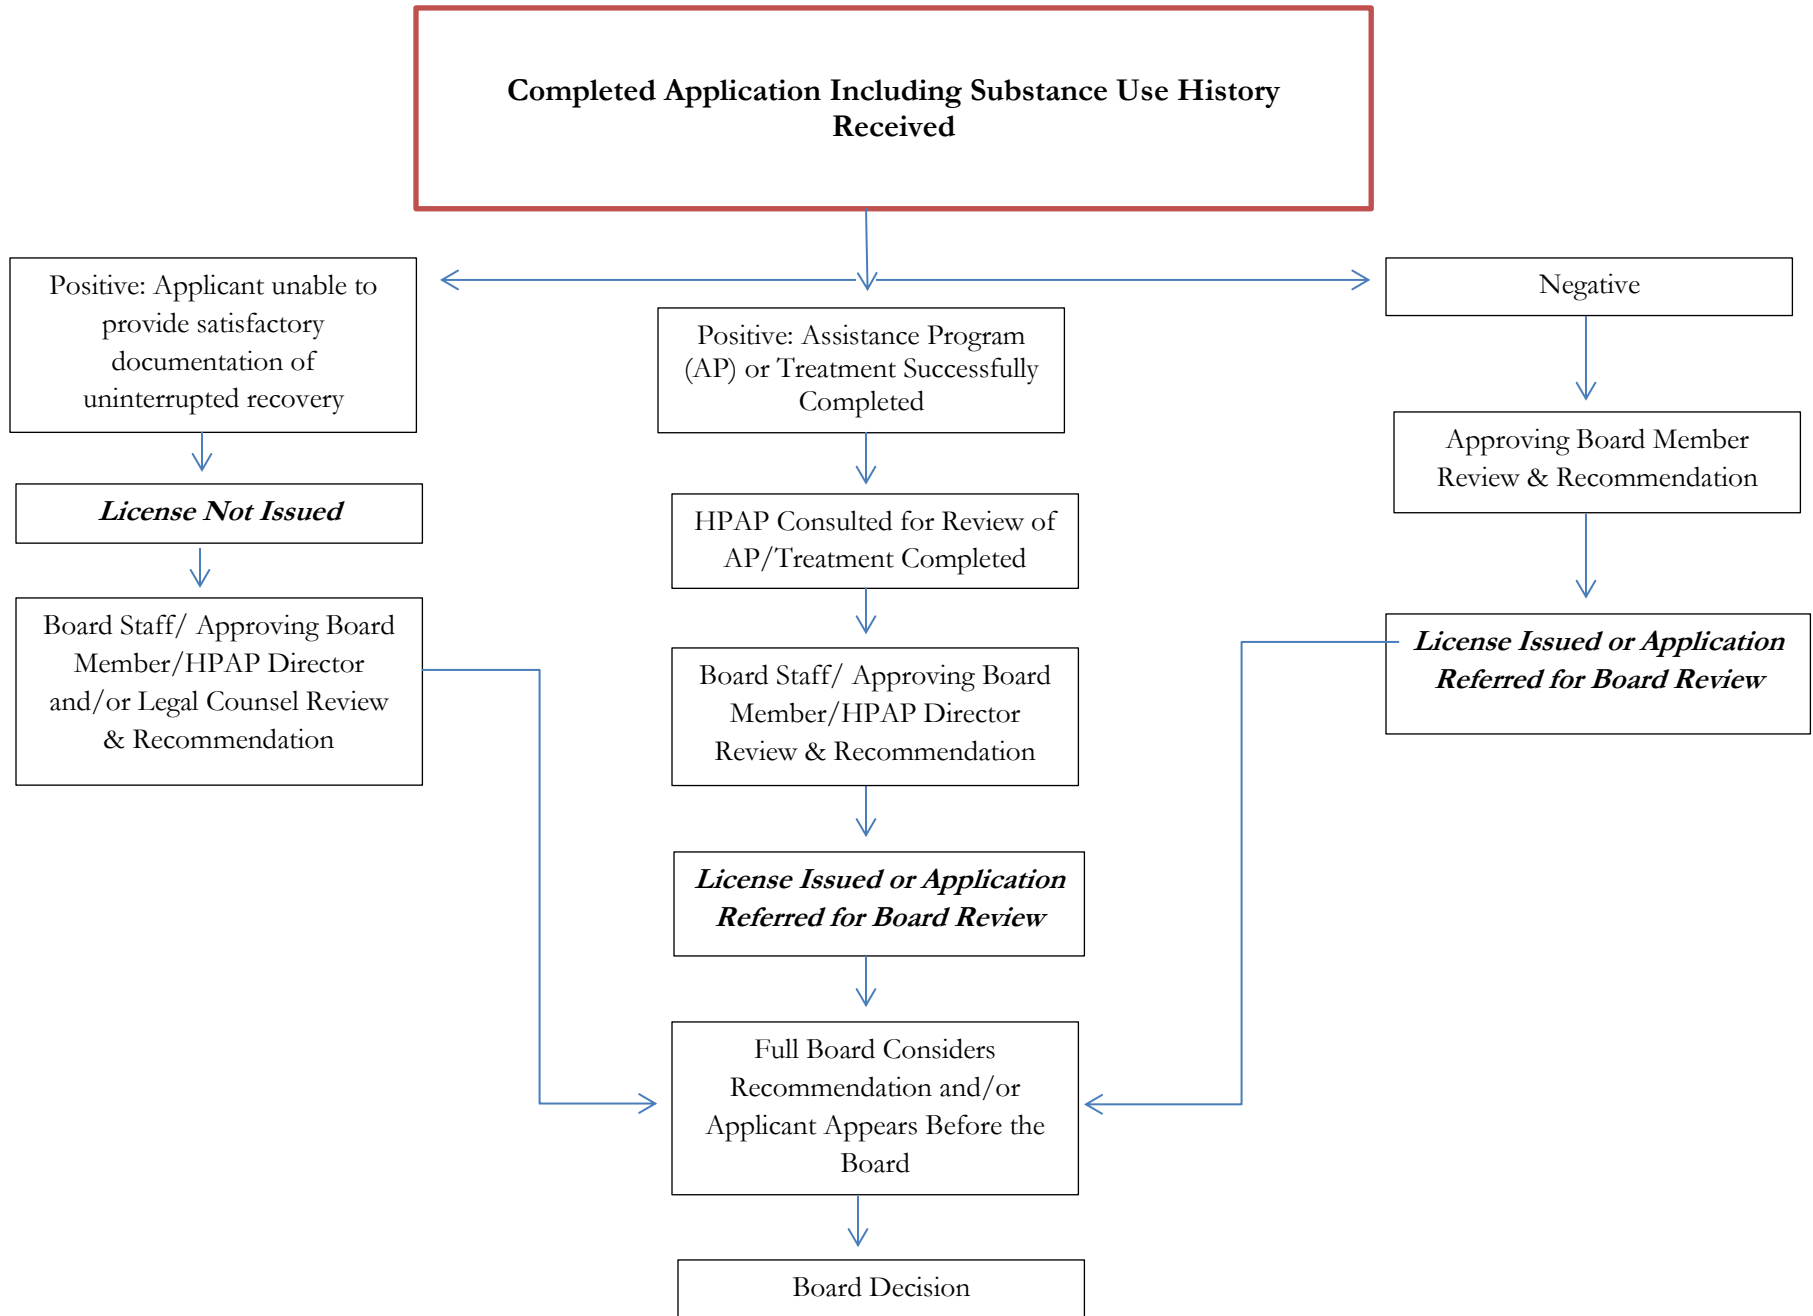 Completed Application Including Substance Use History
Received
Positive: Applicant unable to
provide satisfactory
documentation of
uninterrupted recovery
License Not Issued
Board Staff/ Approving Board
Member/HPAP Director
and/or Legal Counsel Review
& Recommendation
Positive: Assistance Program
(AP) or Treatment Successfully
Completed
HPAP Consulted for Review of
AP/Treatment Completed
Board Staff/ Approving Board
Member/HPAP Director
Review & Recommendation
License Issued or Application
Referred for Board Review
Negative
Approving Board Member
Review & Recommendation
License Issued or Application
Referred for Board Review
Full Board Considers
Recommendation and/or
Applicant Appears Before the
Board
Board Decision